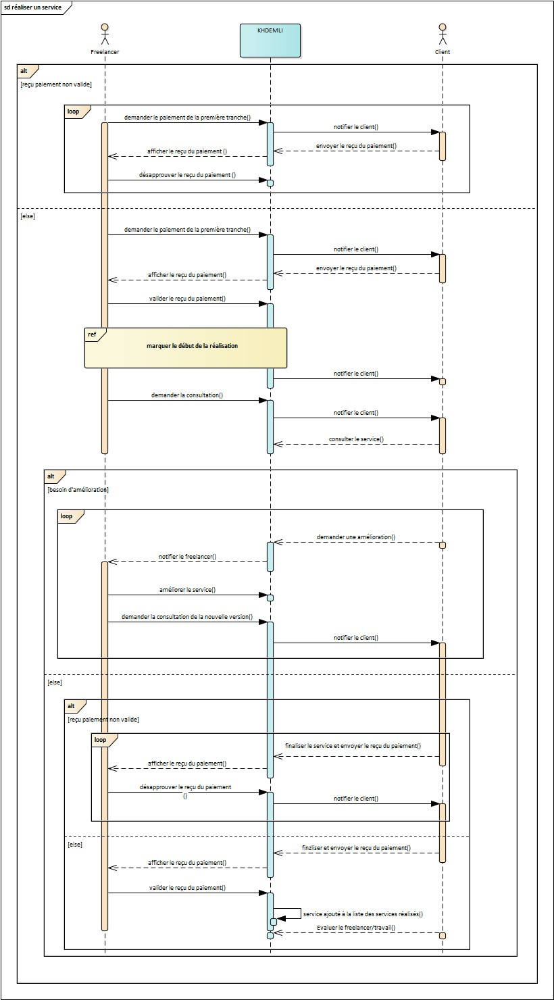 sd réaliser un service
KHDEMLI
Freelancer
Client
alt
[reçu paiement non valide]
loop
demander le paiement de la première tranche()
notifier le client()
envoyer le reçu du paiement()
afficher le reçu du paiement ()
désapprouver le reçu du paiement ()
[else]
demander le paiement de la première tranche()
notifier le client()
envoyer le reçu du paiement()
afficher le reçu du paiement()
valider le reçu du paiement()
ref
marquer le début de la réalisation
notifier le client()
demander la consultation()
notifier le client()
consulter le service()
alt
[besoin d'amélioration]
loop
demander une amélioration()
notifier le freelancer()
améliorer le service()
demander la consultation de la nouvelle version()
notifier le client()
[else]
alt
[reçu paiement non valide]
loop
finaliser le service et envoyer le reçu du paiement()
afficher le reçu du paiement()
désapprouver le reçu du paiement
()
notifier le client()
[else]
finzliser et envoyer le reçu du paiement()
afficher le reçu du paiement()
valider le reçu du paiement()
service ajouté à la liste des services réalisés()
Evaluer le freelancer/travail()